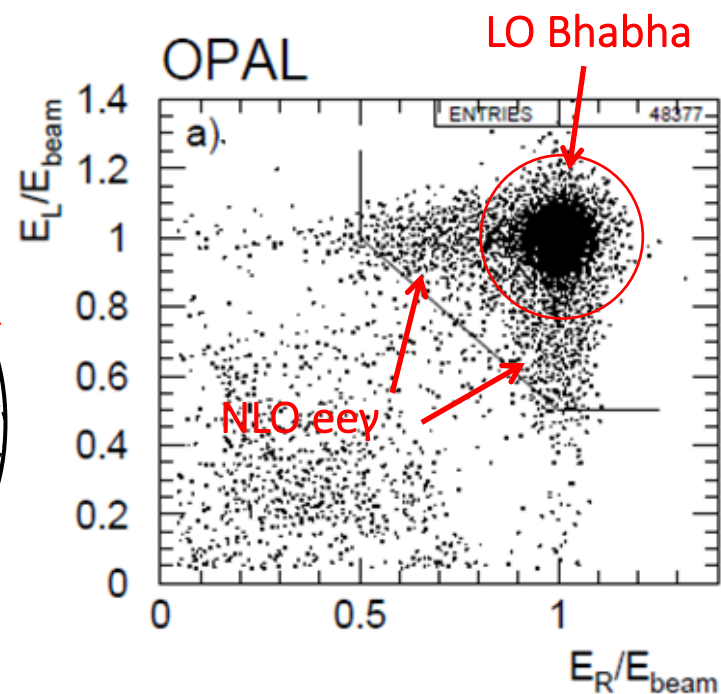 LO Bhabha
OPAL
ENTRIES 48377
a)
E_L/E_beam
1.4
1.2
1
0.8
0.6
0.4
0.2
0
NLO eeγ
0 0.5 1
E_R/E_beam